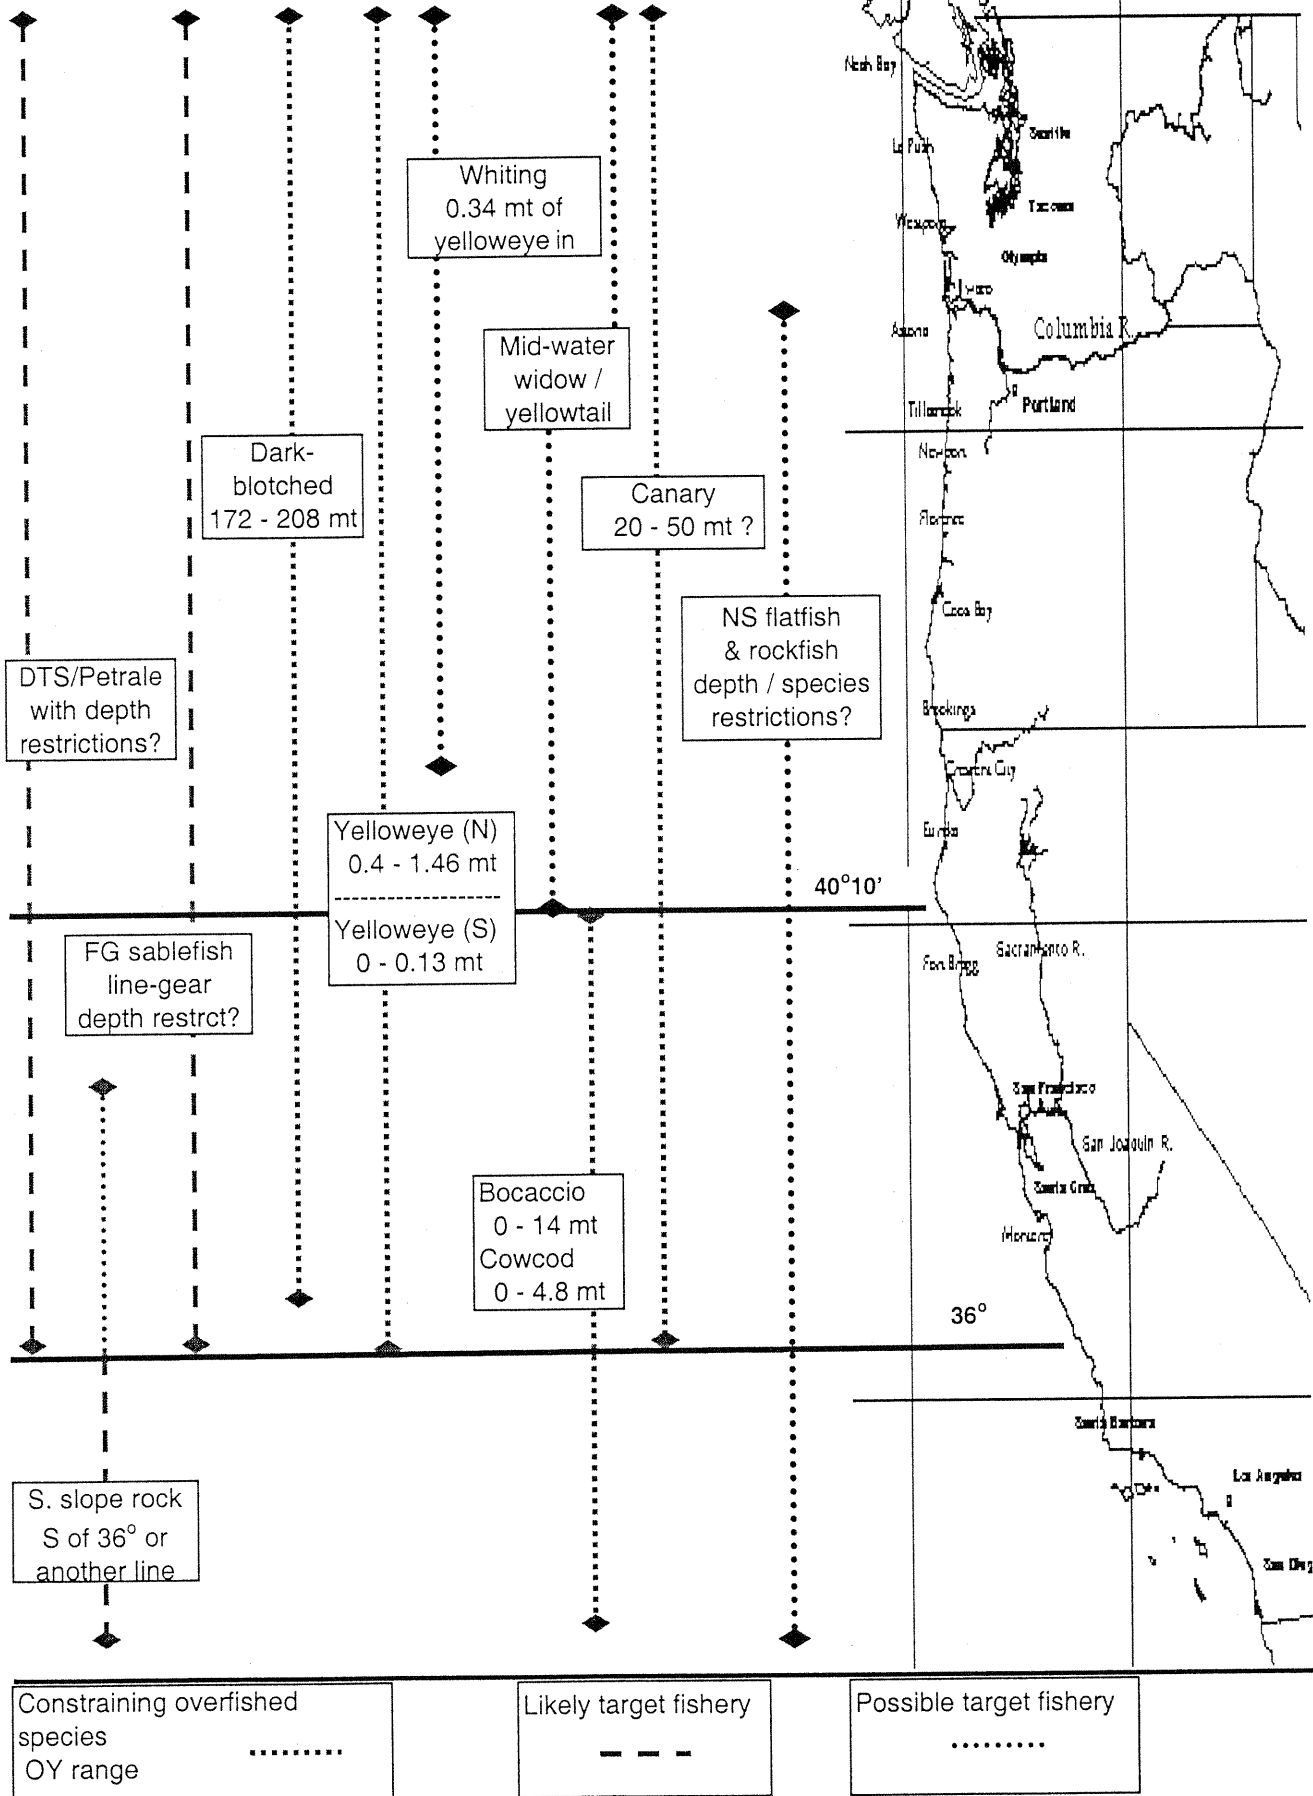 Whiting
0.34 mt of
yelloweye in
Mid-water
widow /
yellowtail
Dark-
blotched
172 - 208 mt
Canary
20 - 50 mt ?
NS flatfish
& rockfish
depth / species
restrictions?
DTS/Petrale
with depth
restrictions?
Yelloweye (N)
0.4 - 1.46 mt
Yelloweye (S)
0 - 0.13 mt
FG sablefish
line-gear
depth restrct?
Bocaccio
0 - 14 mt
Cowcod
0 - 4.8 mt
S. slope rock
S of 36° or
another line
40°10'
36°
Neah Bay
Seattle
La Push
Tacoma
Westport
Olympia
Ilwaco
Astoria
Columbia R.
Tillamook
Portland
Newport
Florence
Coos Bay
Brookings
Crescent City
Eureka
Fort Bragg
Sacramento R.
San Francisco
San Joaquin R.
Santa Cruz
Monterey
Santa Barbara
Los Angeles
San Dieg
Constraining overfished
species
OY range
Likely target fishery
Possible target fishery